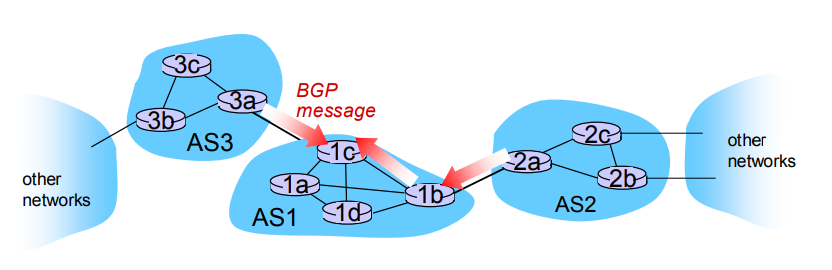 3c
BGP
message
3a
3b
AS3
other
networks
1c
1a
1b
1d
AS1
2c
2a
2b
AS2
other
networks